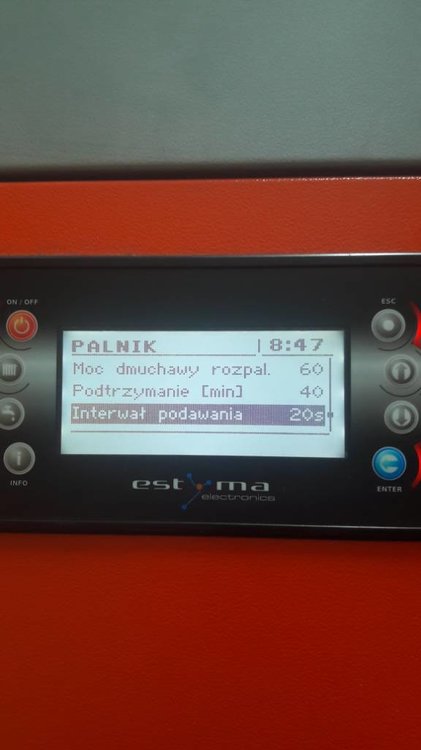 ON / OFF
ESC
PALNIK 8:47
Moc dmuchawy rozpal. 60
Podtrzymanie [min] 40
Interwał podawania 20s
INFO
ENTER
estyma
electronics